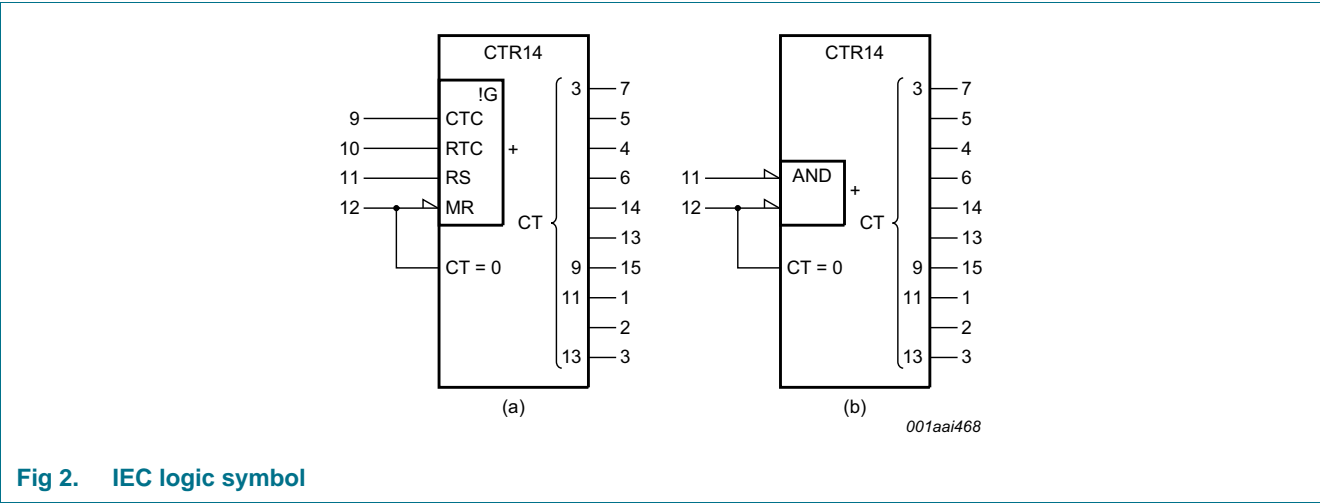 CTR14 CTR14
!G 3 7 3 7
9 CTC 5 5
10 RTC + 4 4
11 RS 6 11 AND 6
12 MR 14 12 + 14
CT 13 CT 13
CT = 0 9 15 CT = 0 9 15
11 1 11 1
2 2
13 3 13 3
(a) (b)
001aai468
Fig 2. IEC logic symbol